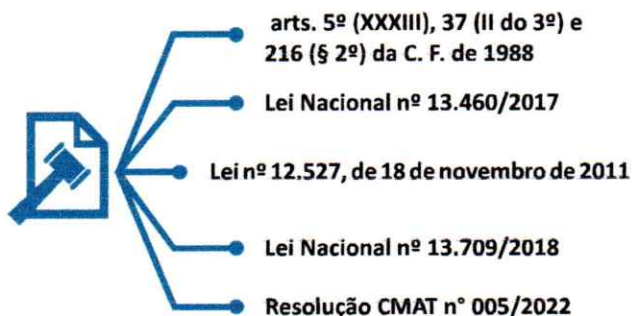 arts. 5º (XXXIII), 37 (II do 3º) e
216 (§ 2º) da C. F. de 1988
Lei Nacional nº 13.460/2017
Lei nº 12.527, de 18 de novembro de 2011
Lei Nacional nº 13.709/2018
Resolução CMAT n° 005/2022